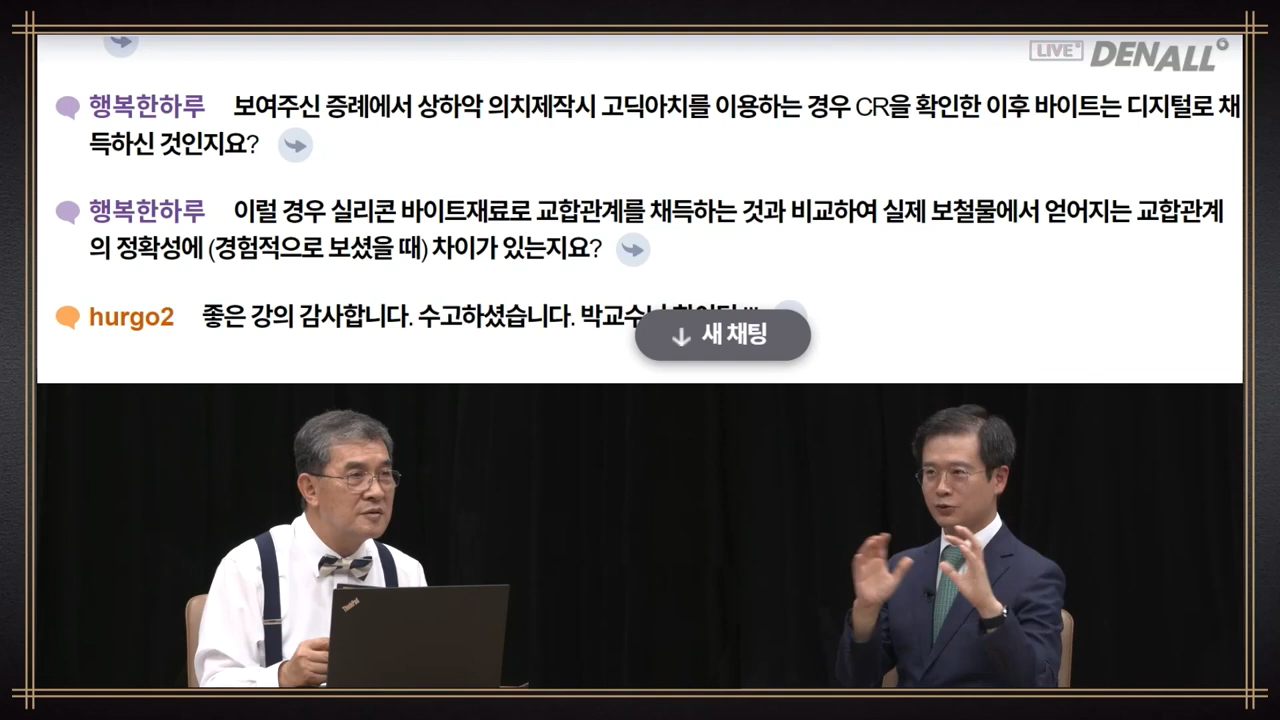 LIVE DENALL
행복한하루 보여주신 증례에서 상하악 의치제작시 고딕아치를 이용하는 경우 CR을 확인한 이후 바이트는 디지털로 채
득하신 것인지요?
행복한하루 이럴 경우 실리콘 바이트재료로 교합관계를 채득하는 것과 비교하여 실제 보철물에서 얻어지는 교합관계
의 정확성에 (경험적으로 보셨을 때) 차이가 있는지요?
hurgo2 좋은 강의 감사합니다. 수고하셨습니다. 박교수
새 채팅
ThinkPad